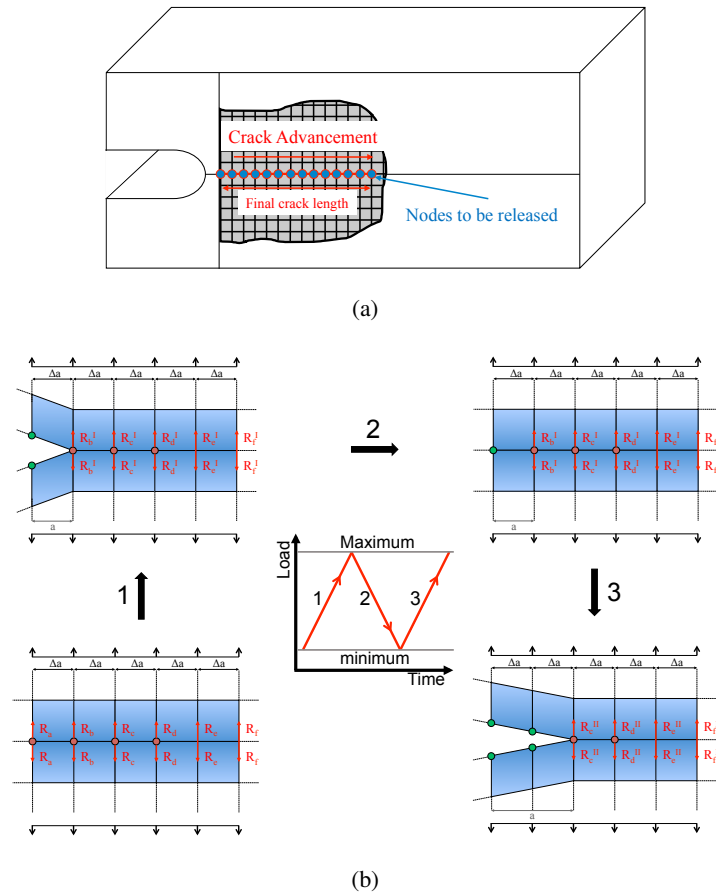 Crack Advancement
Final crack length
Nodes to be released
(a)
Δa Δa Δa Δa Δa
R_b^I R_c^I R_d^I R_e^I R_f^I
R_b^I R_c^I R_d^I R_e^I R_f^I
a
2
Δa Δa Δa Δa Δa
R_b^I R_c^I R_d^I R_e^I R_f
R_b^I R_c^I R_d^I R_e^I R_f
a
1
Load
Maximum
1 2 3
minimum
Time
3
Δa Δa Δa Δa Δa
R_a R_b R_c R_d R_e R_f
R_a R_b R_c R_d R_e R_f
Δa Δa Δa Δa Δa
R_c^II R_d^II R_e^II R_f
R_c^II R_d^II R_e^II R_f
a
(b)